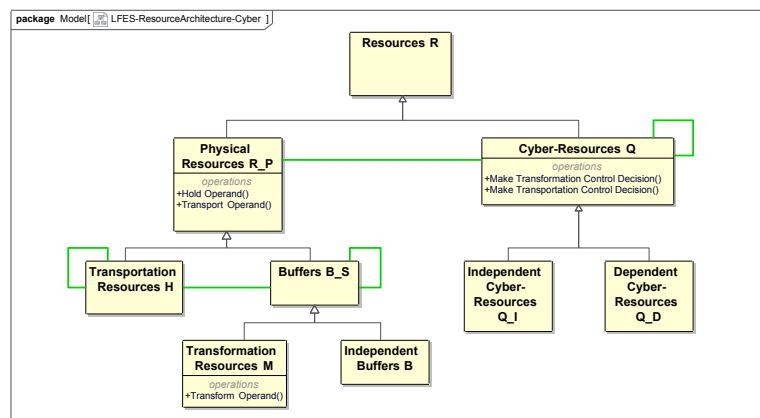 package Model[ LFES-ResourceArchitecture-Cyber ]
Resources R
Physical
Resources R_P
operations
+Hold Operand()
+Transport Operand()
Cyber-Resources Q
operations
+Make Transformation Control Decision()
+Make Transportation Control Decision()
Transportation
Resources H
Buffers B_S
Independent
Cyber-
Resources
Q_I
Dependent
Cyber-
Resources
Q_D
Transformation
Resources M
operations
+Transform Operand()
Independent
Buffers B